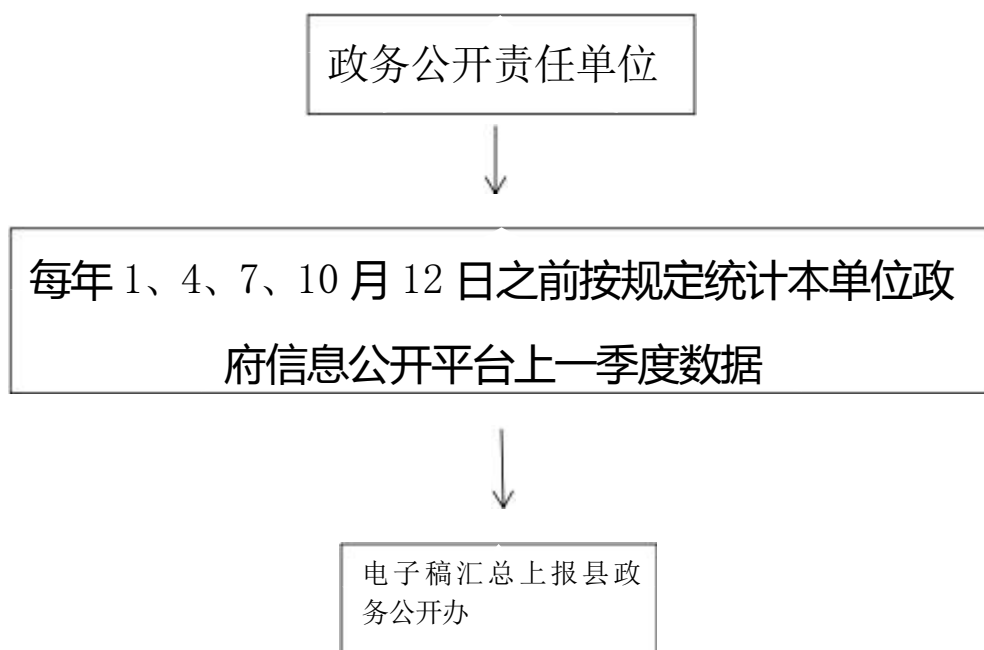 政务公开责任单位
每年 1、4、7、10 月 12 日之前按规定统计本单位政
府信息公开平台上一季度数据
电子稿汇总上报县政
务公开办